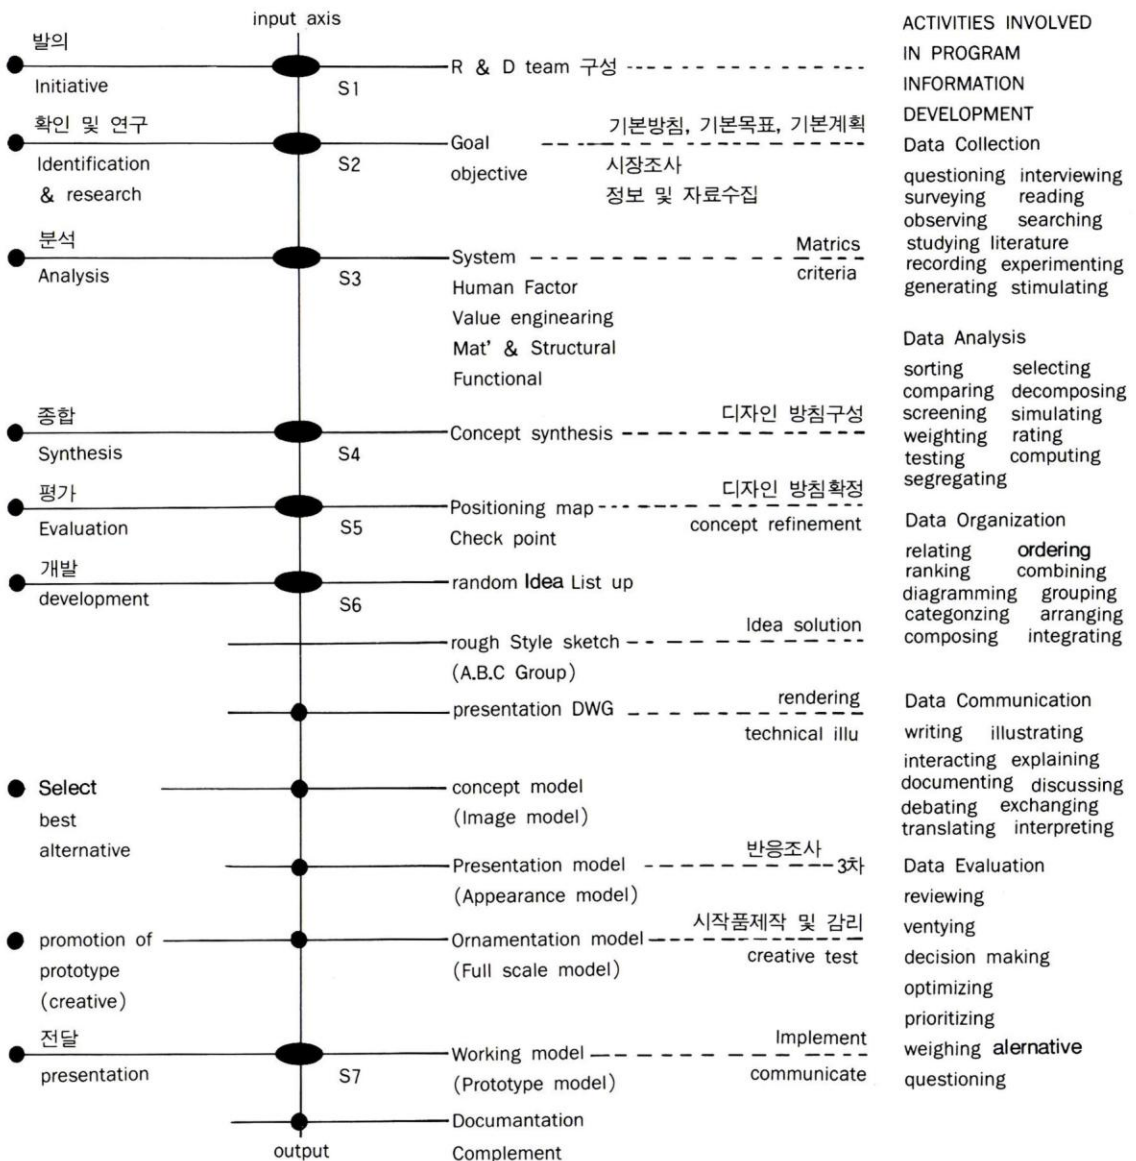 input axis
발의
Initiative
S1
R & D team 구성
확인 및 연구
Identification
& research
S2
Goal
objective
기본방침, 기본목표, 기본계획
시장조사
정보 및 자료수집
분석
Analysis
S3
System
Human Factor
Value enginearing
Mat' & Structural
Functional
Matrics
criteria
종합
Synthesis
S4
Concept synthesis
디자인 방침구성
평가
Evaluation
S5
Positioning map
Check point
디자인 방침확정
concept refinement
개발
development
S6
random Idea List up
rough Style sketch
(A.B.C Group)
Idea solution
presentation DWG
rendering
technical illu
Select
best
alternative
concept model
(Image model)
Presentation model
(Appearance model)
반응조사
3차
promotion of
prototype
(creative)
Ornamentation model
(Full scale model)
시작품제작 및 감리
creative test
전달
presentation
S7
Working model
(Prototype model)
Implement
communicate
Documantation
Complement
output
ACTIVITIES INVOLVED
IN PROGRAM
INFORMATION
DEVELOPMENT
Data Collection
questioning interviewing
surveying reading
observing searching
studying literature
recording experimenting
generating stimulating
Data Analysis
sorting selecting
comparing decomposing
screening simulating
weighting rating
testing computing
segregating
Data Organization
relating ordering
ranking combining
diagramming grouping
categonzing arranging
composing integrating
Data Communication
writing illustrating
interacting explaining
documenting discussing
debating exchanging
translating interpreting
Data Evaluation
reviewing
ventying
decision making
optimizing
prioritizing
weighing alernative
questioning